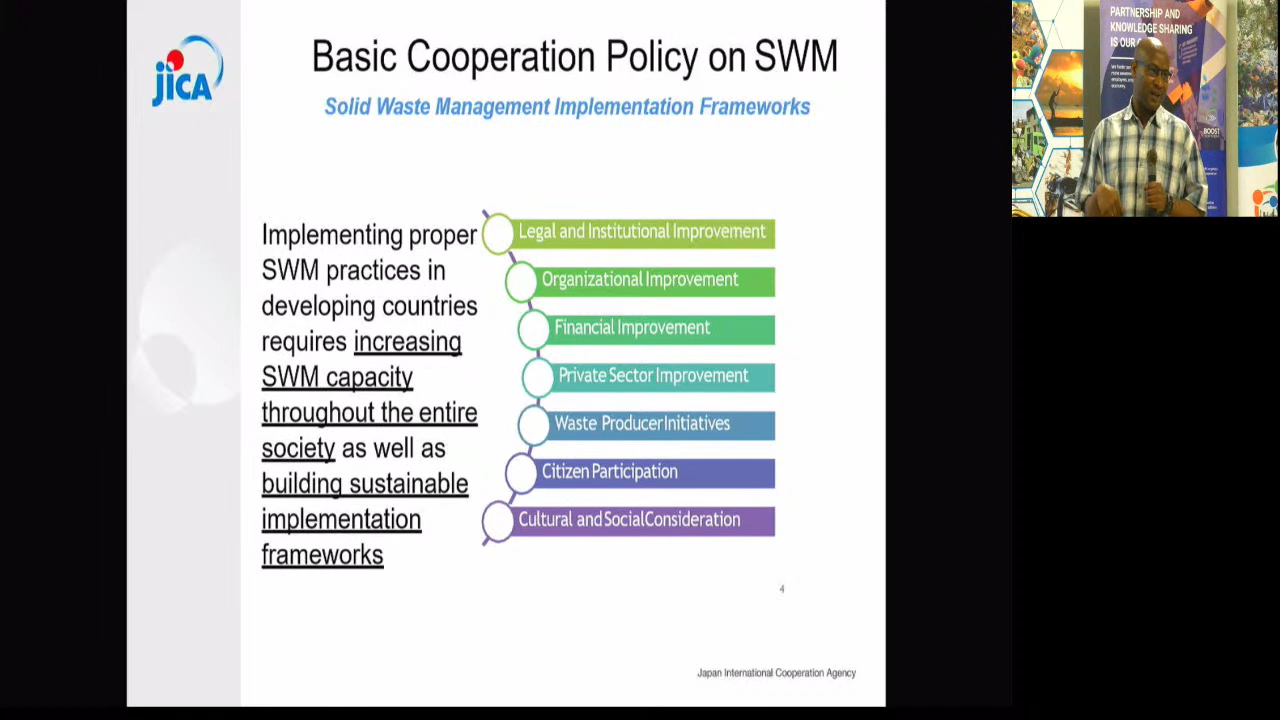 JICA
Basic Cooperation Policy on SWM
Solid Waste Management Implementation Frameworks
Implementing proper
SWM practices in
developing countries
requires increasing
SWM capacity
throughout the entire
society as well as
building sustainable
implementation
frameworks
Legal and Institutional Improvement
Organizational Improvement
Financial Improvement
Private Sector Improvement
Waste Producer Initiatives
Citizen Participation
Cultural and Social Consideration
4
Japan International Cooperation Agency
PARTNERSHIP AND
KNOWLEDGE SHARING
IS OUR
BOOST